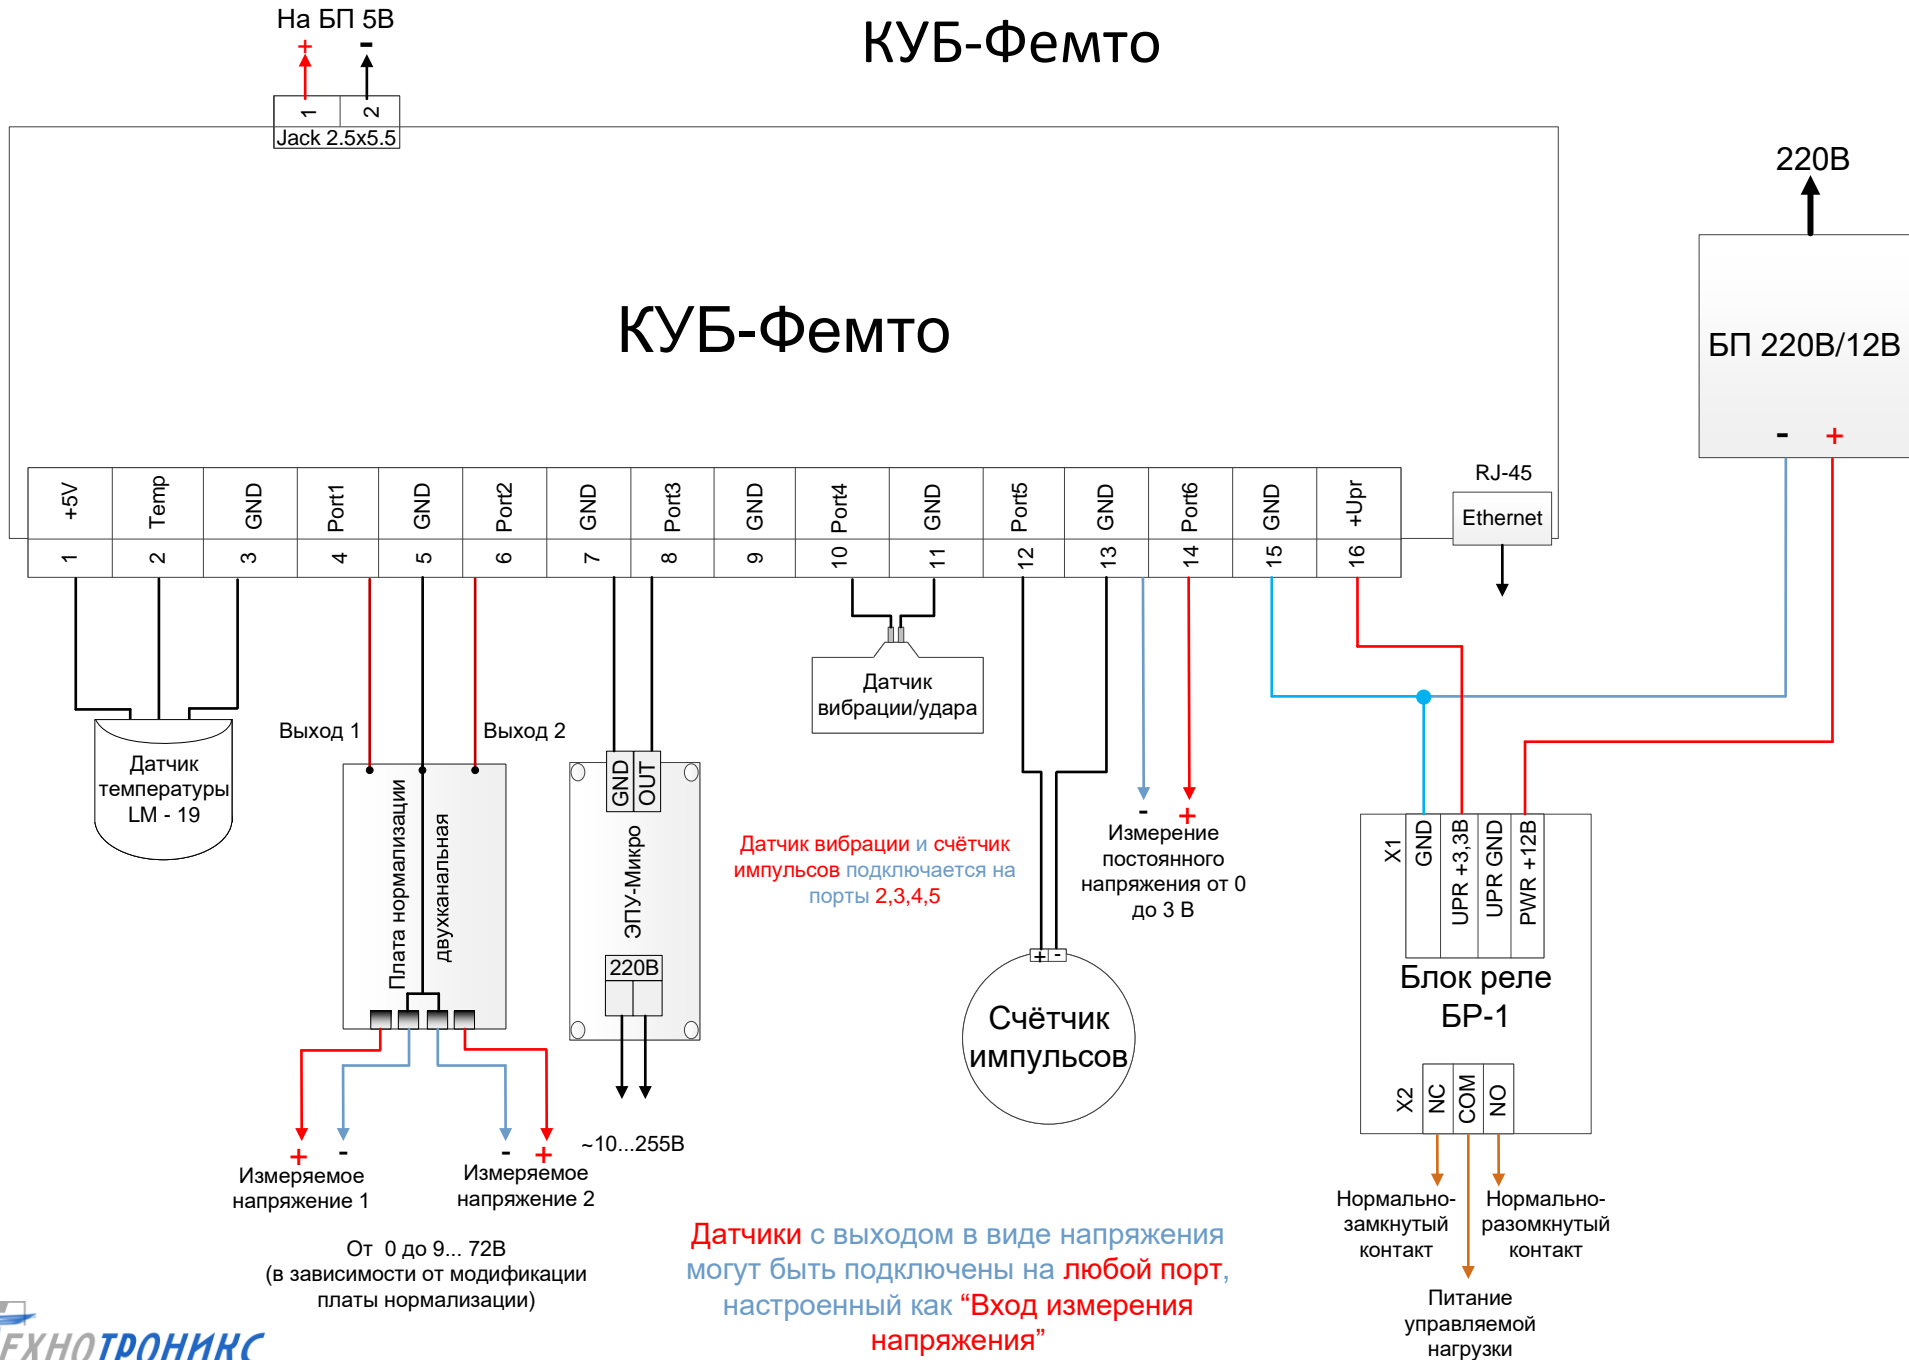 На БП 5В
КУБ-Фемто
+
-
1
2
Jack 2.5x5.5
220В
КУБ-Фемто
БП 220В/12В
-
+
+5V
Temp
GND
Port1
GND
Port2
GND
Port3
GND
Port4
GND
Port5
GND
Port6
GND
+Upr
RJ-45
Ethernet
1
2
3
4
5
6
7
8
9
10
11
12
13
14
15
16
Датчик
температуры
LM - 19
Выход 1
Выход 2
Плата нормализации
двухканальная
+
-
-
+
Измеряемое
напряжение 1
Измеряемое
напряжение 2
От 0 до 9... 72В
(в зависимости от модификации
платы нормализации)
GND
OUT
ЭПУ-Микро
220В
~10...255В
Датчик
вибрации/удара
Датчик вибрации и счётчик
импульсов подключается на
порты 2,3,4,5
+
-
Счётчик
импульсов
-
+
Измерение
постоянного
напряжения от 0
до 3 В
X1
GND
UPR +3,3В
UPR GND
PWR +12В
Блок реле
БР-1
X2
NC
COM
NO
Нормально-
замкнутый
контакт
Нормально-
разомкнутый
контакт
Питание
управляемой
нагрузки
Датчики с выходом в виде напряжения
могут быть подключены на любой порт,
настроенный как “Вход измерения
напряжения”
ТЕХНОТРОНИКС